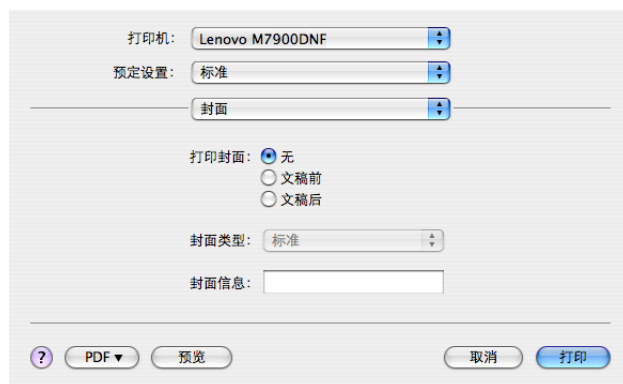 打印机： Lenovo M7900DNF
预定设置： 标准
封面
打印封面： 无
文稿前
文稿后
封面类型： 标准
封面信息：
? PDF▼ 预览 取消 打印